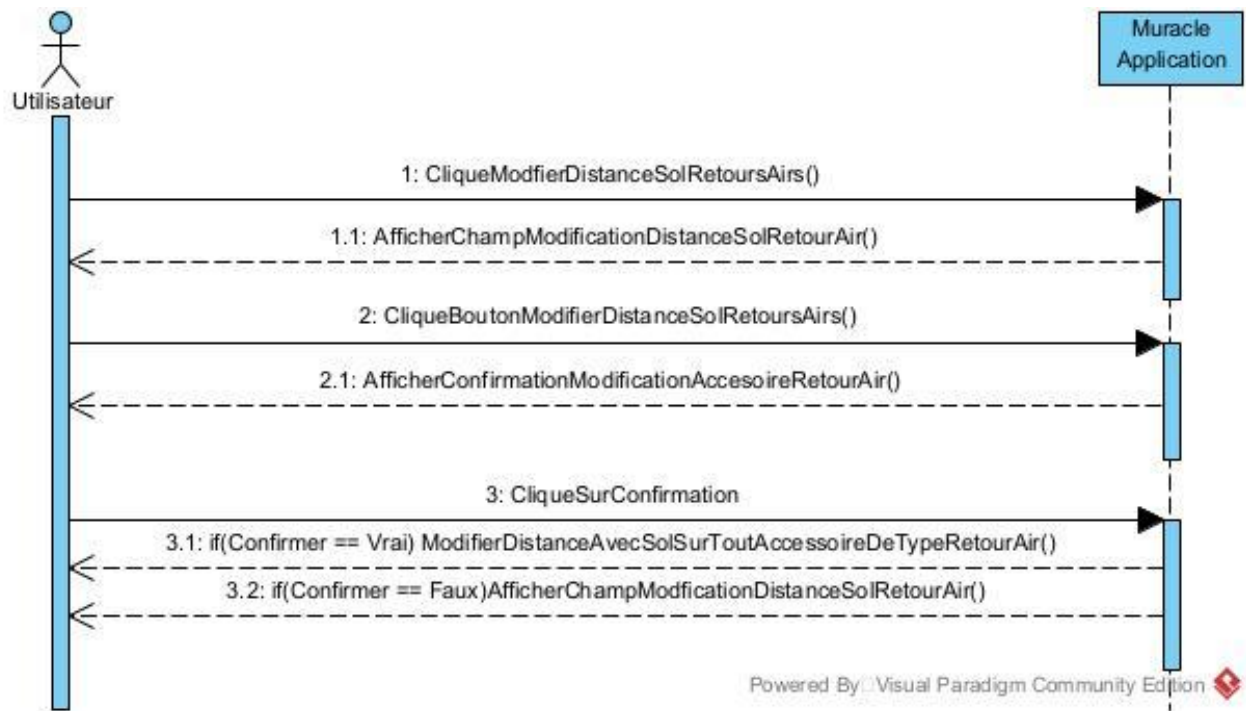 Utilisateur
Muracle
Application
1: CliqueModfierDistanceSolRetoursAirs()
1.1: AfficherChampModificationDistanceSolRetourAir()
2: CliqueBoutonModifierDistanceSolRetoursAirs()
2.1: AfficherConfirmationModificationAccesoireRetourAir()
3: CliqueSurConfirmation
3.1: if(Confirmer == Vrai) ModifierDistanceAvecSolSurToutAccessoireDeTypeRetourAir()
3.2: if(Confirmer == Faux)AfficherChampModficationDistanceSolRetourAir()
Powered By Visual Paradigm Community Edition